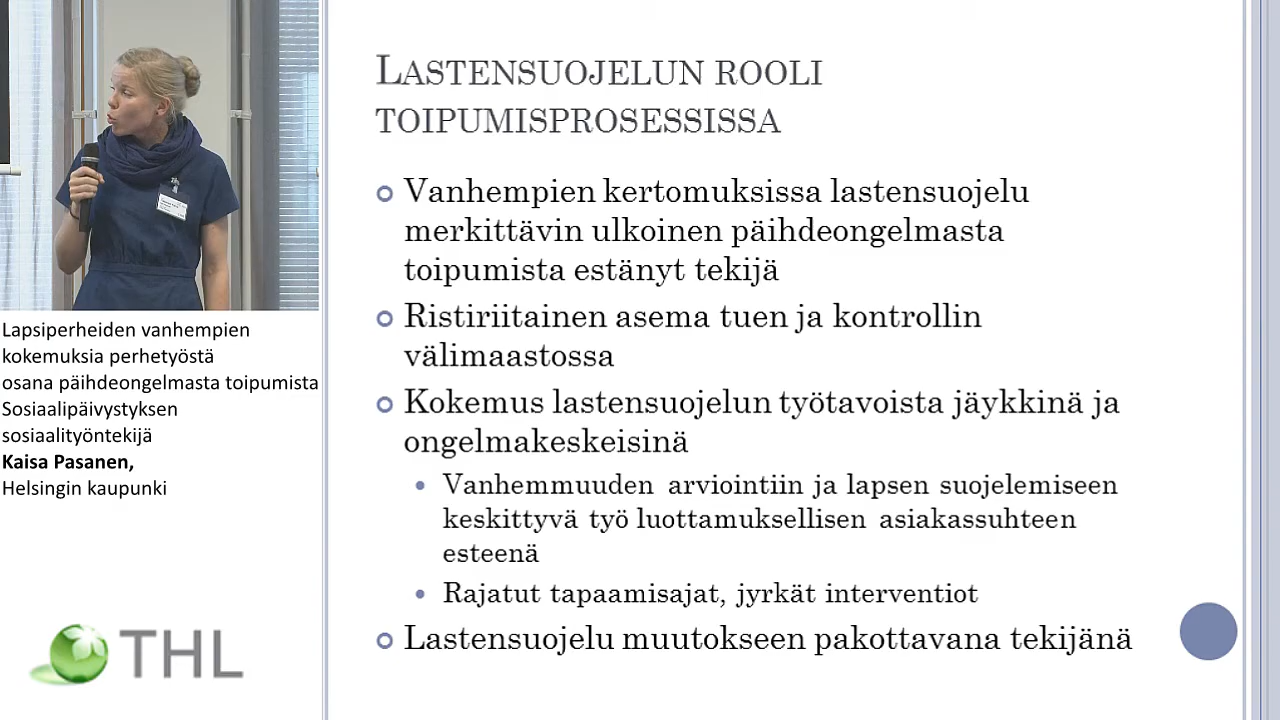 LASTENSUOJELUN ROOLI
TOIPUMISPROSESSISSA
Vanhempien kertomuksissa lastensuojelu
merkittävin ulkoinen päihdeongelmasta
toipumista estänyt tekijä
Ristiriitainen asema tuen ja kontrollin
välimaastossa
Kokemus lastensuojelun työtavoista jäykkinä ja
ongelmakeskeisinä
Vanhemmuuden arviointiin ja lapsen suojelemiseen
keskittyvä työ luottamuksellisen asiakassuhteen
esteenä
Rajatut tapaamisajat, jyrkät interventiot
Lastensuojelu muutokseen pakottavana tekijänä
Lapsiperheiden vanhempien
kokemuksia perhetyöstä
osana päihdeongelmasta toipumista
Sosiaalipäivystyksen
sosiaalityöntekijä
Kaisa Pasanen,
Helsingin kaupunki
THL